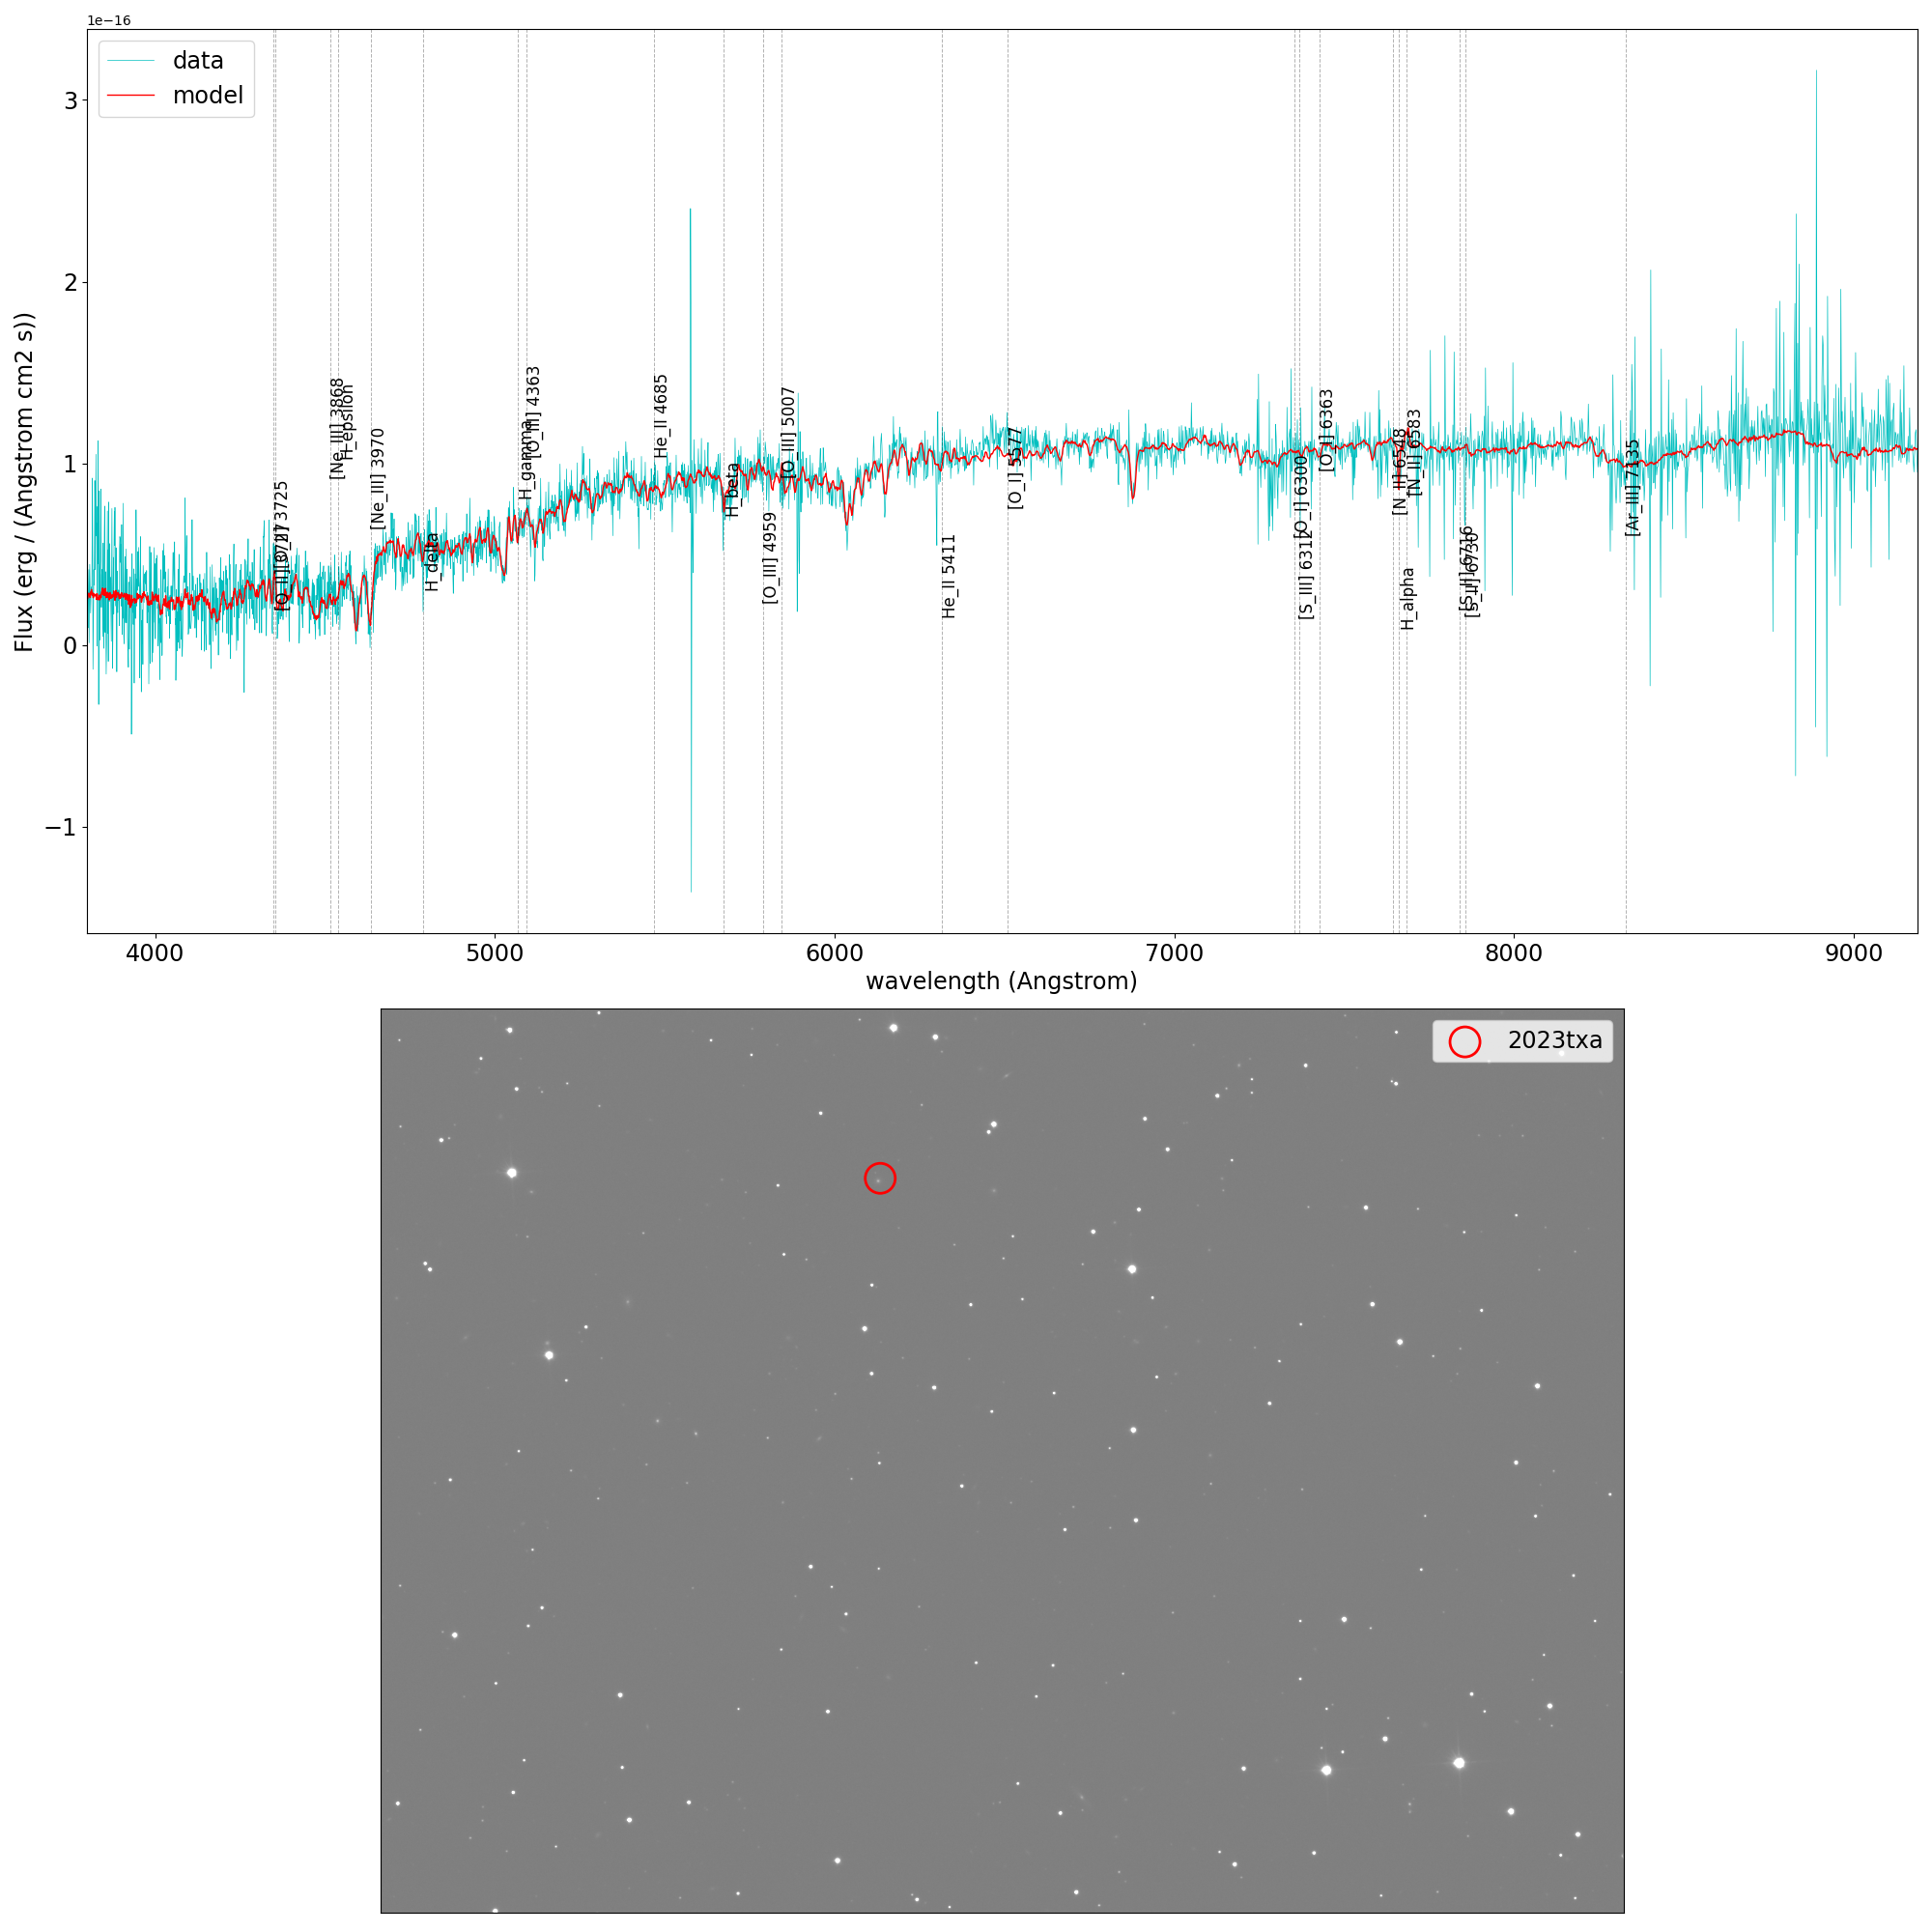 1e−16
data
model
3
2
1
0
−1
Flux (erg / (Angstrom cm2 s))
[Ne_III] 3868
H_epsilon
[Ne_III] 3970
H_delta
H_gamma
[O_III] 4363
He_II 4685
H_beta
[O_III] 4959
[O_III] 5007
He_II 5411
[O_I] 5577
[S_III] 6312
[O_I] 6300
[O_I] 6363
[N_II] 6548
H_alpha
[N_II] 6583
[S_II] 6716
[S_II] 6730
[Ar_III] 7135
4000
5000
6000
7000
8000
9000
wavelength (Angstrom)
2023txa